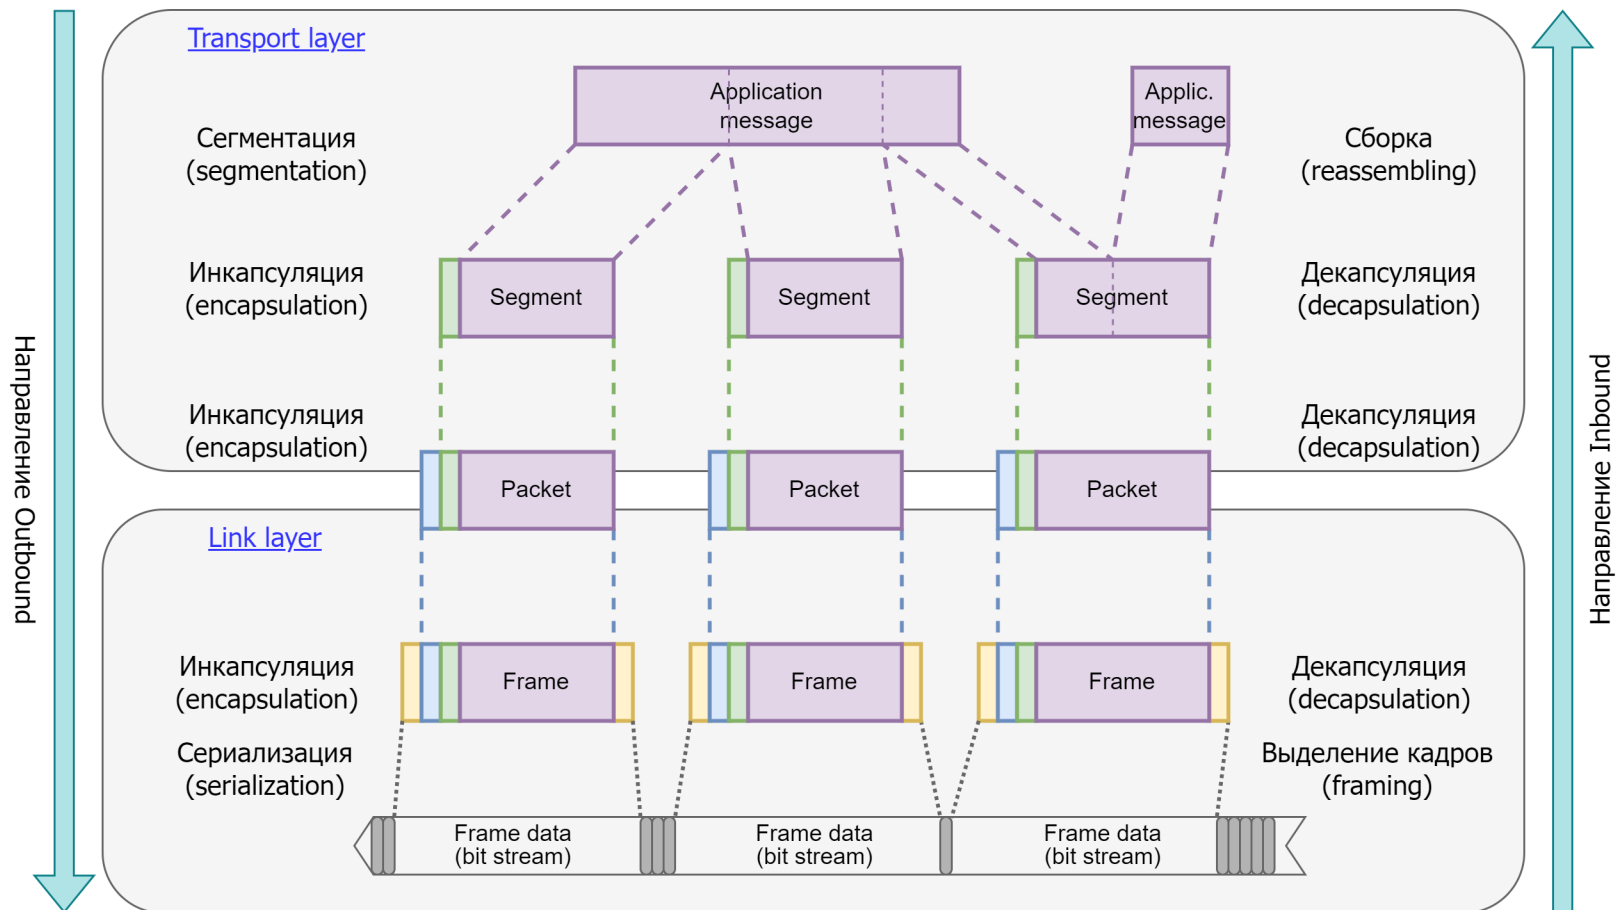 Transport layer
Application
message
Applic.
message
Сегментация
(segmentation)
Сборка
(reassembling)
Инкапсуляция
(encapsulation)
Segment
Segment
Segment
Декапсуляция
(decapsulation)
Инкапсуляция
(encapsulation)
Декапсуляция
(decapsulation)
Packet
Packet
Packet
Направление Outbound
Направление Inbound
Link layer
Инкапсуляция
(encapsulation)
Frame
Frame
Frame
Декапсуляция
(decapsulation)
Сериализация
(serialization)
Выделение кадров
(framing)
Frame data
(bit stream)
Frame data
(bit stream)
Frame data
(bit stream)